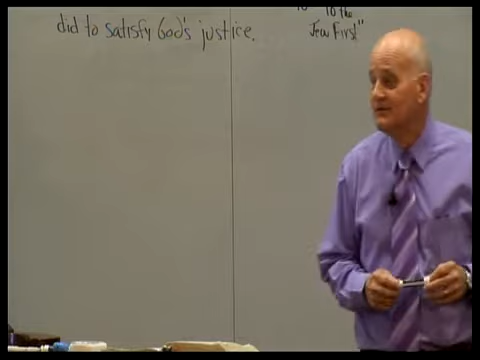 did to satisfy God's justice.
"To the
Jew First"